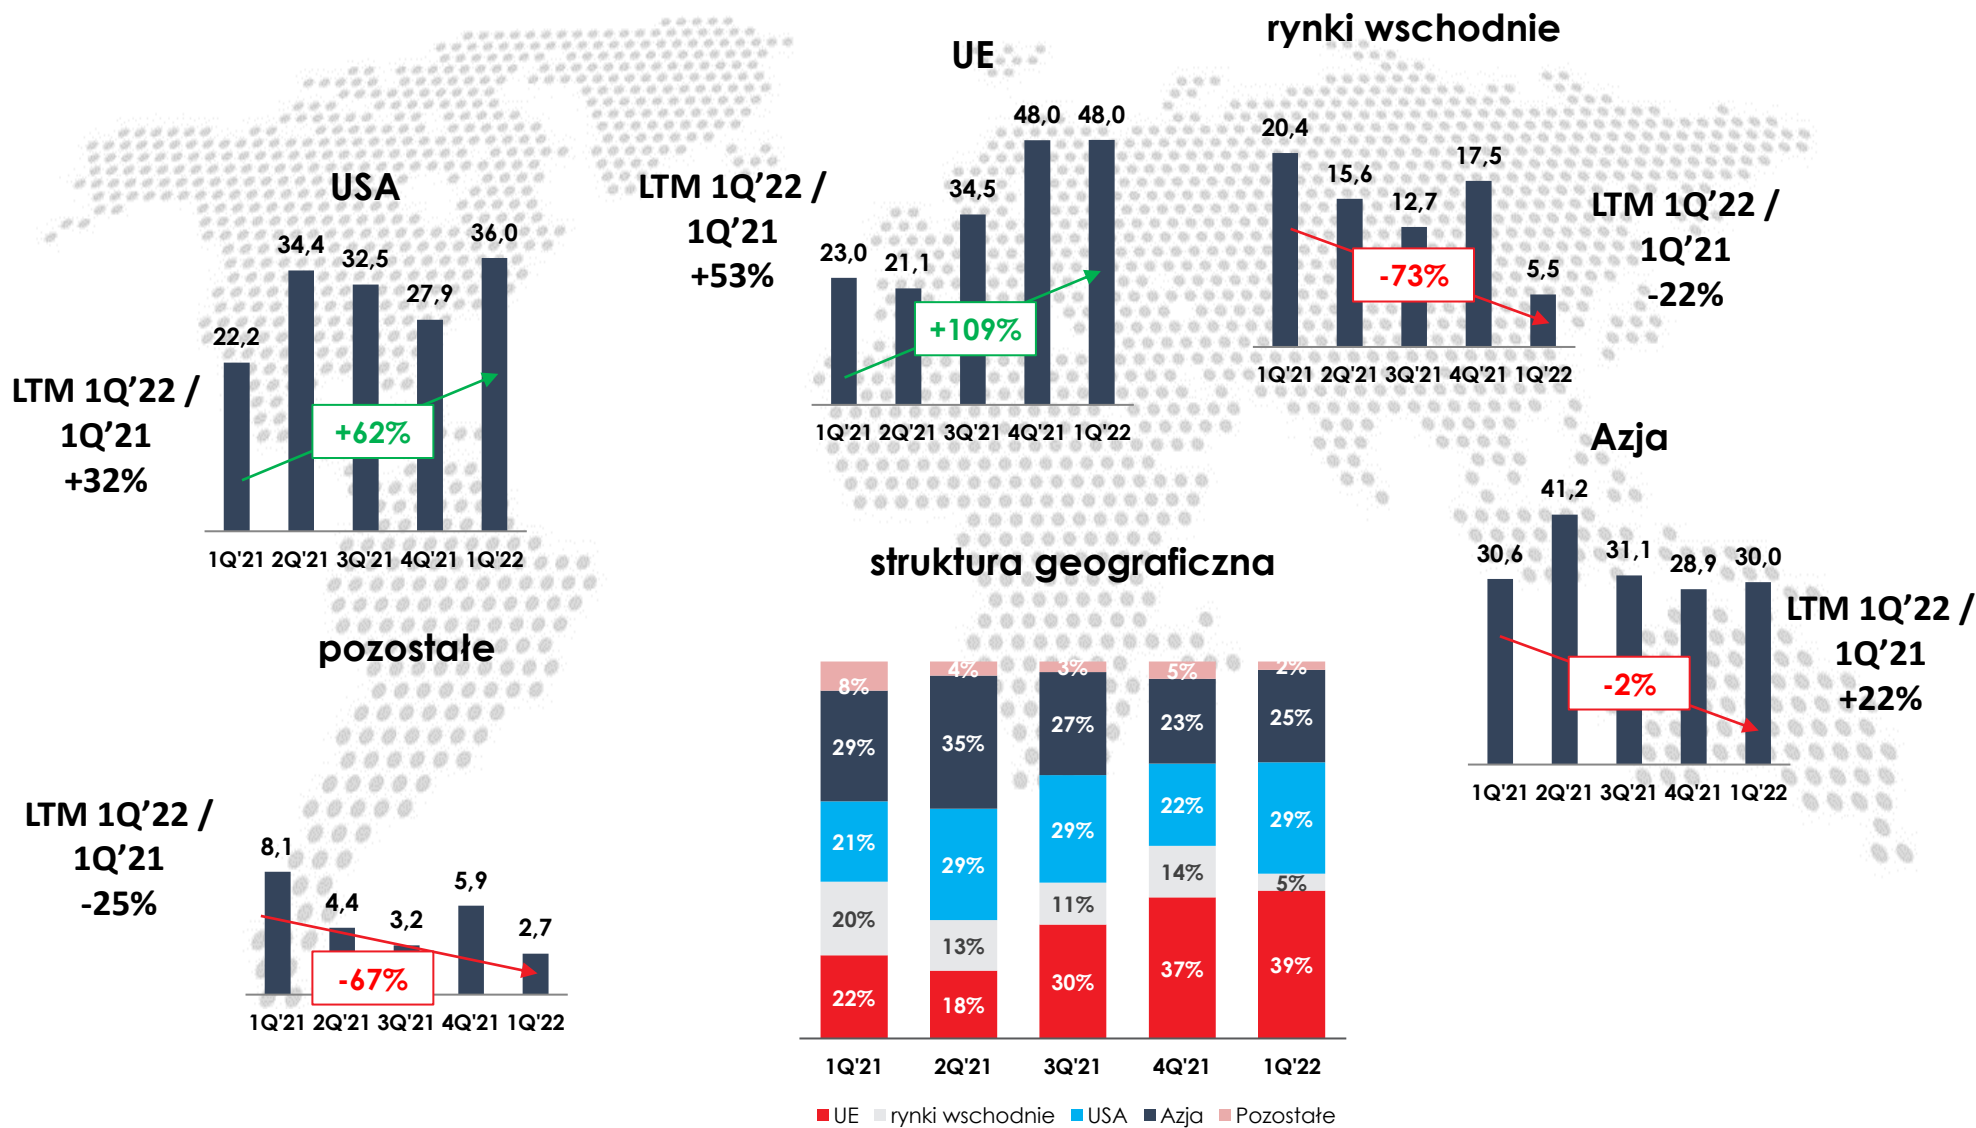 USA
22,2
34,4
32,5
27,9
36,0
+62%
1Q'21 2Q'21 3Q'21 4Q'21 1Q'22
LTM 1Q’22 /
1Q’21
+32%
UE
23,0
21,1
34,5
48,0
48,0
+109%
1Q'21 2Q'21 3Q'21 4Q'21 1Q'22
LTM 1Q’22 /
1Q’21
+53%
rynki wschodnie
20,4
15,6
12,7
17,5
5,5
-73%
1Q'21 2Q'21 3Q'21 4Q'21 1Q'22
LTM 1Q’22 /
1Q’21
-22%
Azja
30,6
41,2
31,1
28,9
30,0
-2%
1Q'21 2Q'21 3Q'21 4Q'21 1Q'22
LTM 1Q’22 /
1Q’21
+22%
pozostałe
8,1
4,4
3,2
5,9
2,7
-67%
1Q'21 2Q'21 3Q'21 4Q'21 1Q'22
LTM 1Q’22 /
1Q’21
-25%
struktura geograficzna
8% 4% 3% 5% 2%
29% 35% 27% 23% 25%
21% 29% 29% 22% 29%
20% 13% 11% 14% 5%
22% 18% 30% 37% 39%
1Q'21 2Q'21 3Q'21 4Q'21 1Q'22
UE rynki wschodnie USA Azja Pozostałe